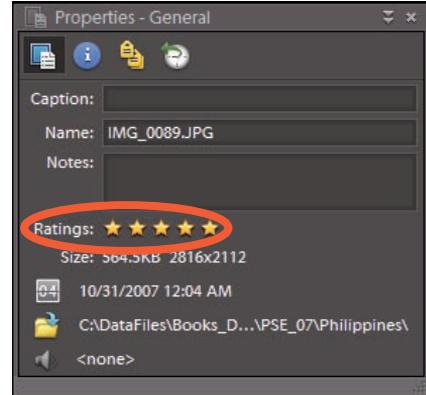 Properties - General
Caption:
Name: IMG_0089.JPG
Notes:
Ratings:
Size: 564.5KB 2816x2112
04 10/31/2007 12:04 AM
C:\DataFiles\Books_D...\PSE_07\Philippines\
<none>